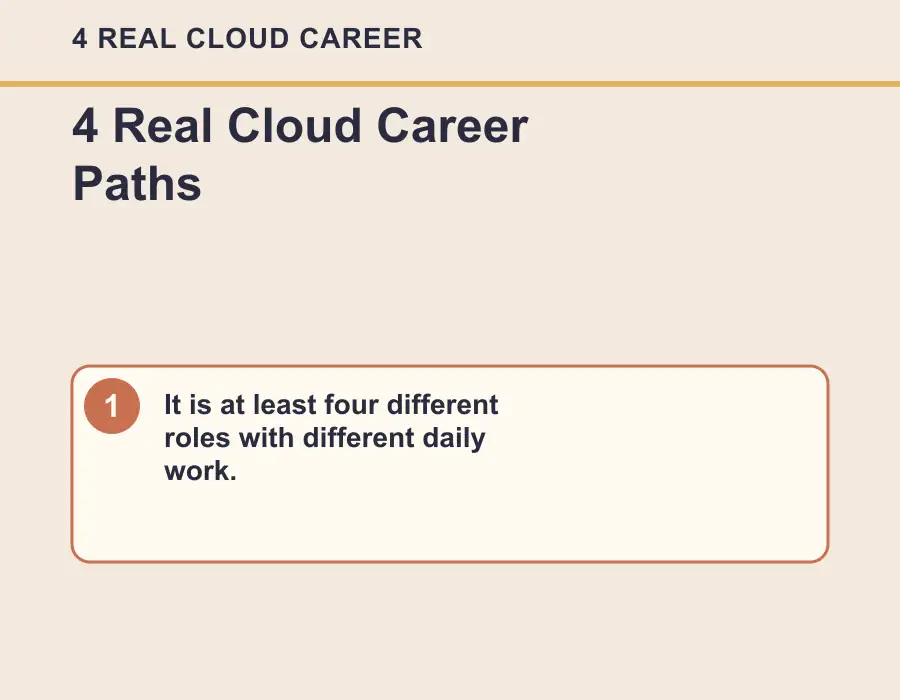 4 REAL CLOUD CAREER
4 Real Cloud Career
Paths
1
It is at least four different
roles with different daily
work.